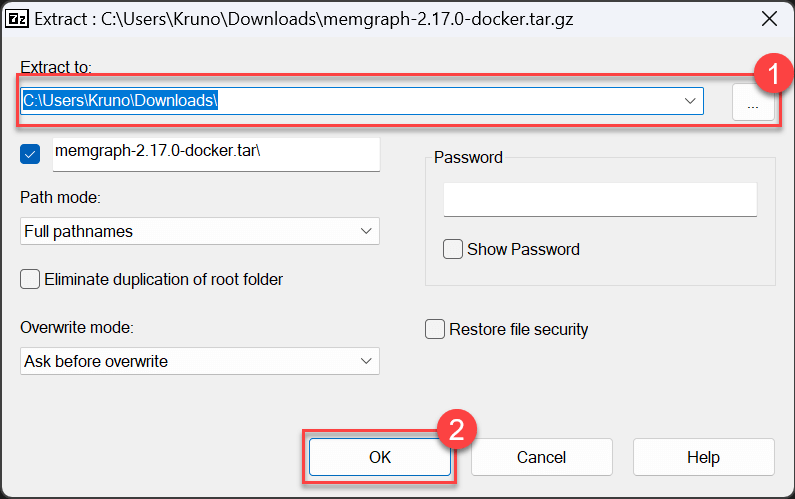 7z Extract : C:\Users\Kruno\Downloads\memgraph-2.17.0-docker.tar.gz
Extract to:
1
C:\Users\Kruno\Downloads\
...
memgraph-2.17.0-docker.tar\
Password
Path mode:
Full pathnames
Show Password
Eliminate duplication of root folder
Overwrite mode:
Restore file security
Ask before overwrite
2
OK Cancel Help